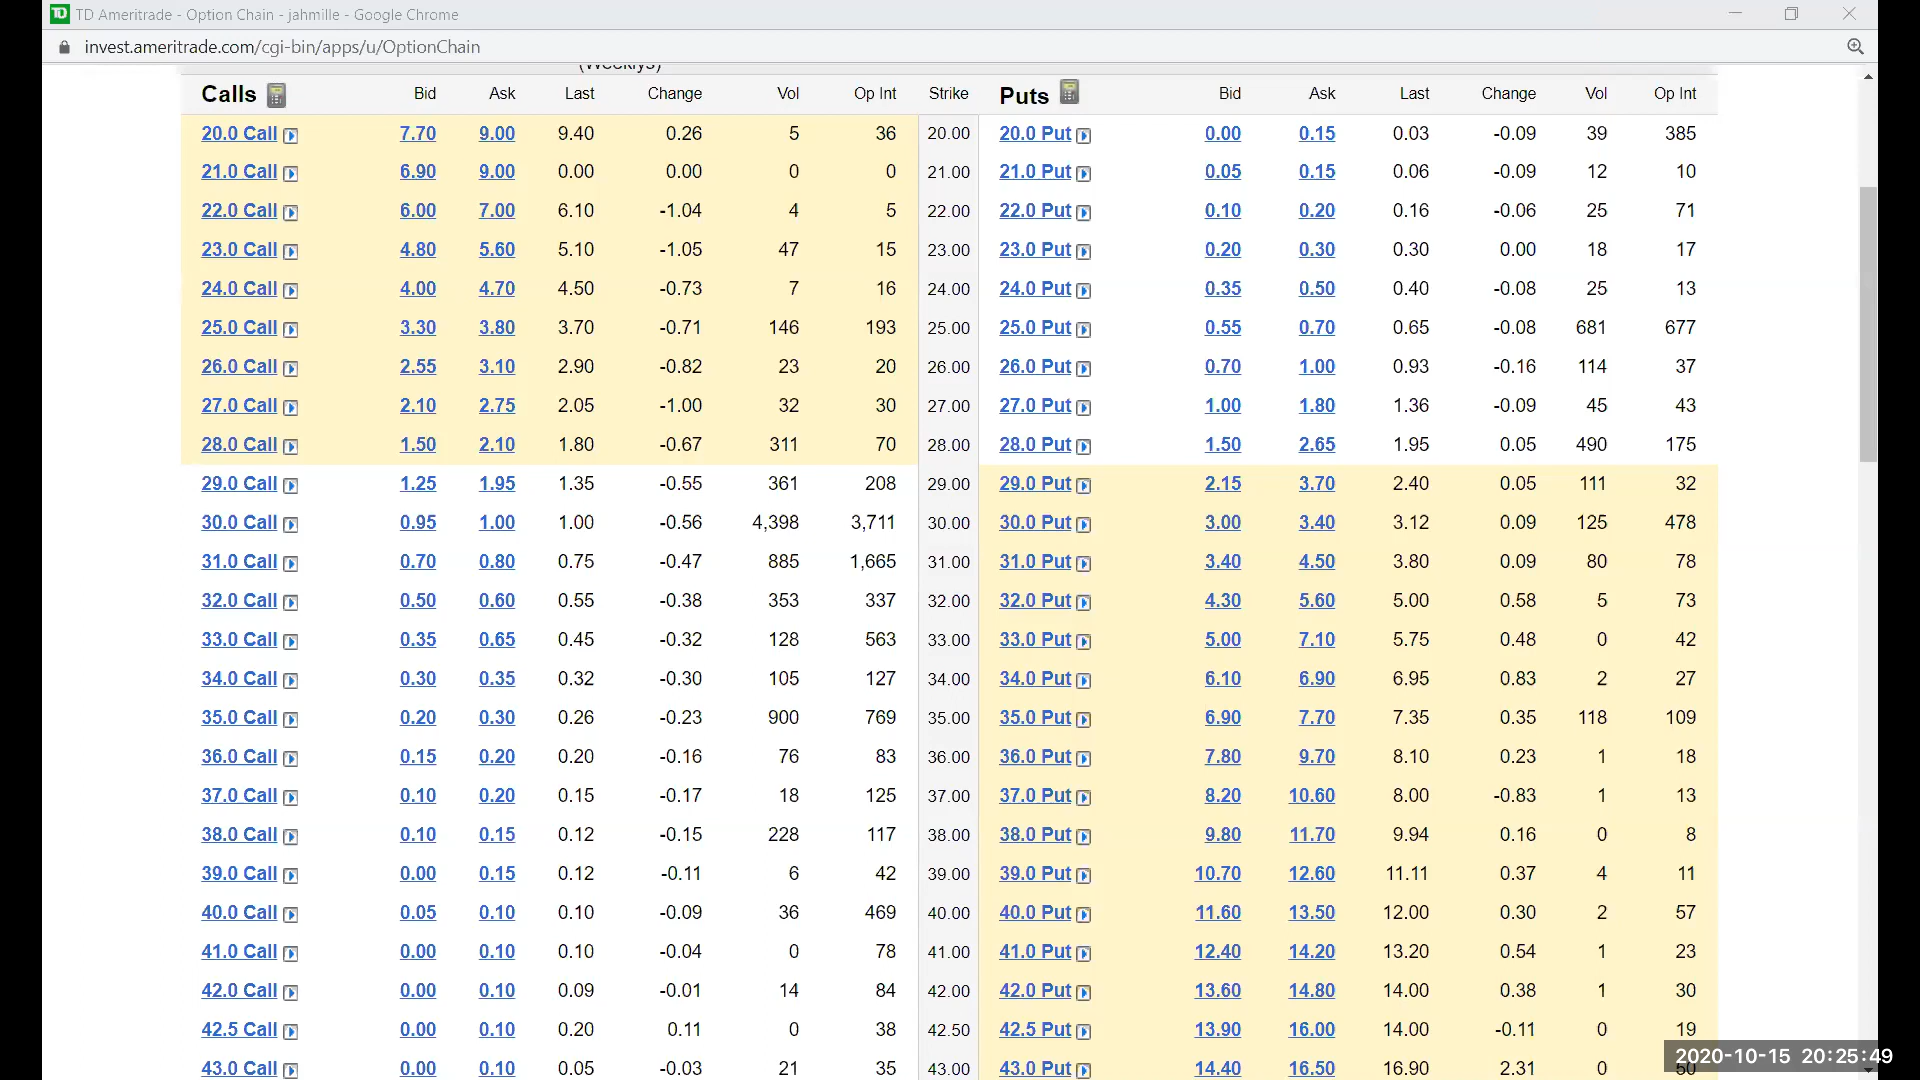 TD TD Ameritrade - Option Chain - jahmille - Google Chrome
invest.ameritrade.com/cgi-bin/apps/u/OptionChain
(Weeklys)
Calls Bid Ask Last Change Vol Op Int Strike Puts Bid Ask Last Change Vol Op Int
20.0 Call 7.70 9.00 9.40 0.26 5 36 20.00 20.0 Put 0.00 0.15 0.03 -0.09 39 385
21.0 Call 6.90 9.00 0.00 0.00 0 0 21.00 21.0 Put 0.05 0.15 0.06 -0.09 12 10
22.0 Call 6.00 7.00 6.10 -1.04 4 5 22.00 22.0 Put 0.10 0.20 0.16 -0.06 25 71
23.0 Call 4.80 5.60 5.10 -1.05 47 15 23.00 23.0 Put 0.20 0.30 0.30 0.00 18 17
24.0 Call 4.00 4.70 4.50 -0.73 7 16 24.00 24.0 Put 0.35 0.50 0.40 -0.08 25 13
25.0 Call 3.30 3.80 3.70 -0.71 146 193 25.00 25.0 Put 0.55 0.70 0.65 -0.08 681 677
26.0 Call 2.55 3.10 2.90 -0.82 23 20 26.00 26.0 Put 0.70 1.00 0.93 -0.16 114 37
27.0 Call 2.10 2.75 2.05 -1.00 32 30 27.00 27.0 Put 1.00 1.80 1.36 -0.09 45 43
28.0 Call 1.50 2.10 1.80 -0.67 311 70 28.00 28.0 Put 1.50 2.65 1.95 0.05 490 175
29.0 Call 1.25 1.95 1.35 -0.55 361 208 29.00 29.0 Put 2.15 3.70 2.40 0.05 111 32
30.0 Call 0.95 1.00 1.00 -0.56 4,398 3,711 30.00 30.0 Put 3.00 3.40 3.12 0.09 125 478
31.0 Call 0.70 0.80 0.75 -0.47 885 1,665 31.00 31.0 Put 3.40 4.50 3.80 0.09 80 78
32.0 Call 0.50 0.60 0.55 -0.38 353 337 32.00 32.0 Put 4.30 5.60 5.00 0.58 5 73
33.0 Call 0.35 0.65 0.45 -0.32 128 563 33.00 33.0 Put 5.00 7.10 5.75 0.48 0 42
34.0 Call 0.30 0.35 0.32 -0.30 105 127 34.00 34.0 Put 6.10 6.90 6.95 0.83 2 27
35.0 Call 0.20 0.30 0.26 -0.23 900 769 35.00 35.0 Put 6.90 7.70 7.35 0.35 118 109
36.0 Call 0.15 0.20 0.20 -0.16 76 83 36.00 36.0 Put 7.80 9.70 8.10 0.23 1 18
37.0 Call 0.10 0.20 0.15 -0.17 18 125 37.00 37.0 Put 8.20 10.60 8.00 -0.83 1 13
38.0 Call 0.10 0.15 0.12 -0.15 228 117 38.00 38.0 Put 9.80 11.70 9.94 0.16 0 8
39.0 Call 0.00 0.15 0.12 -0.11 6 42 39.00 39.0 Put 10.70 12.60 11.11 0.37 4 11
40.0 Call 0.05 0.10 0.10 -0.09 36 469 40.00 40.0 Put 11.60 13.50 12.00 0.30 2 57
41.0 Call 0.00 0.10 0.10 -0.04 0 78 41.00 41.0 Put 12.40 14.20 13.20 0.54 1 23
42.0 Call 0.00 0.10 0.09 -0.01 14 84 42.00 42.0 Put 13.60 14.80 14.00 0.38 1 30
42.5 Call 0.00 0.10 0.20 0.11 0 38 42.50 42.5 Put 13.90 16.00 14.00 -0.11 0 19
43.0 Call 0.00 0.10 0.05 -0.03 21 35 43.00 43.0 Put 14.40 16.50 16.90 2.31 0 50
2020-10-15 20:25:49